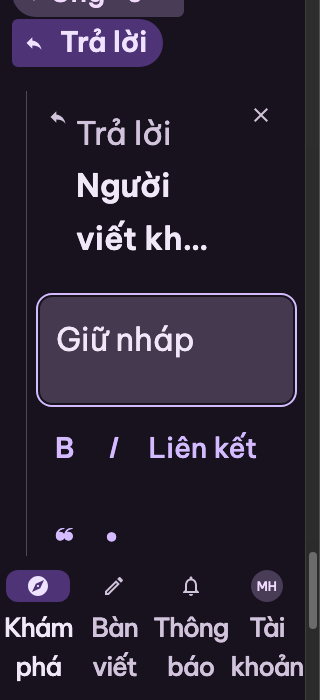 Trả lời
Trả lời
Người
viết kh...
Giữ nháp
B I Liên kết
❝ •
Khám phá
Bàn viết
Thông báo
MH
Tài khoản